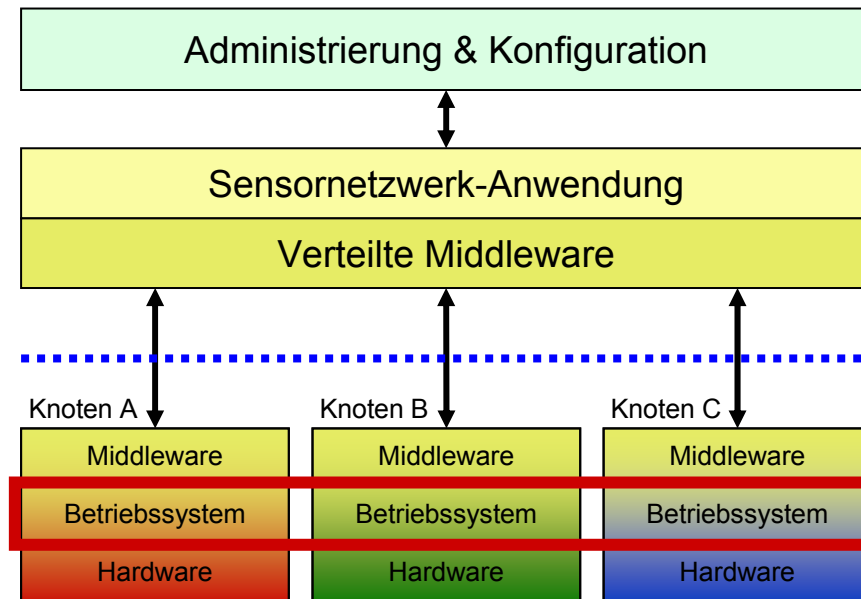 Administrierung & Konfiguration
Sensornetzwerk-Anwendung
Verteilte Middleware
Knoten A
Knoten B
Knoten C
Middleware
Middleware
Middleware
Betriebssystem
Betriebssystem
Betriebssystem
Hardware
Hardware
Hardware